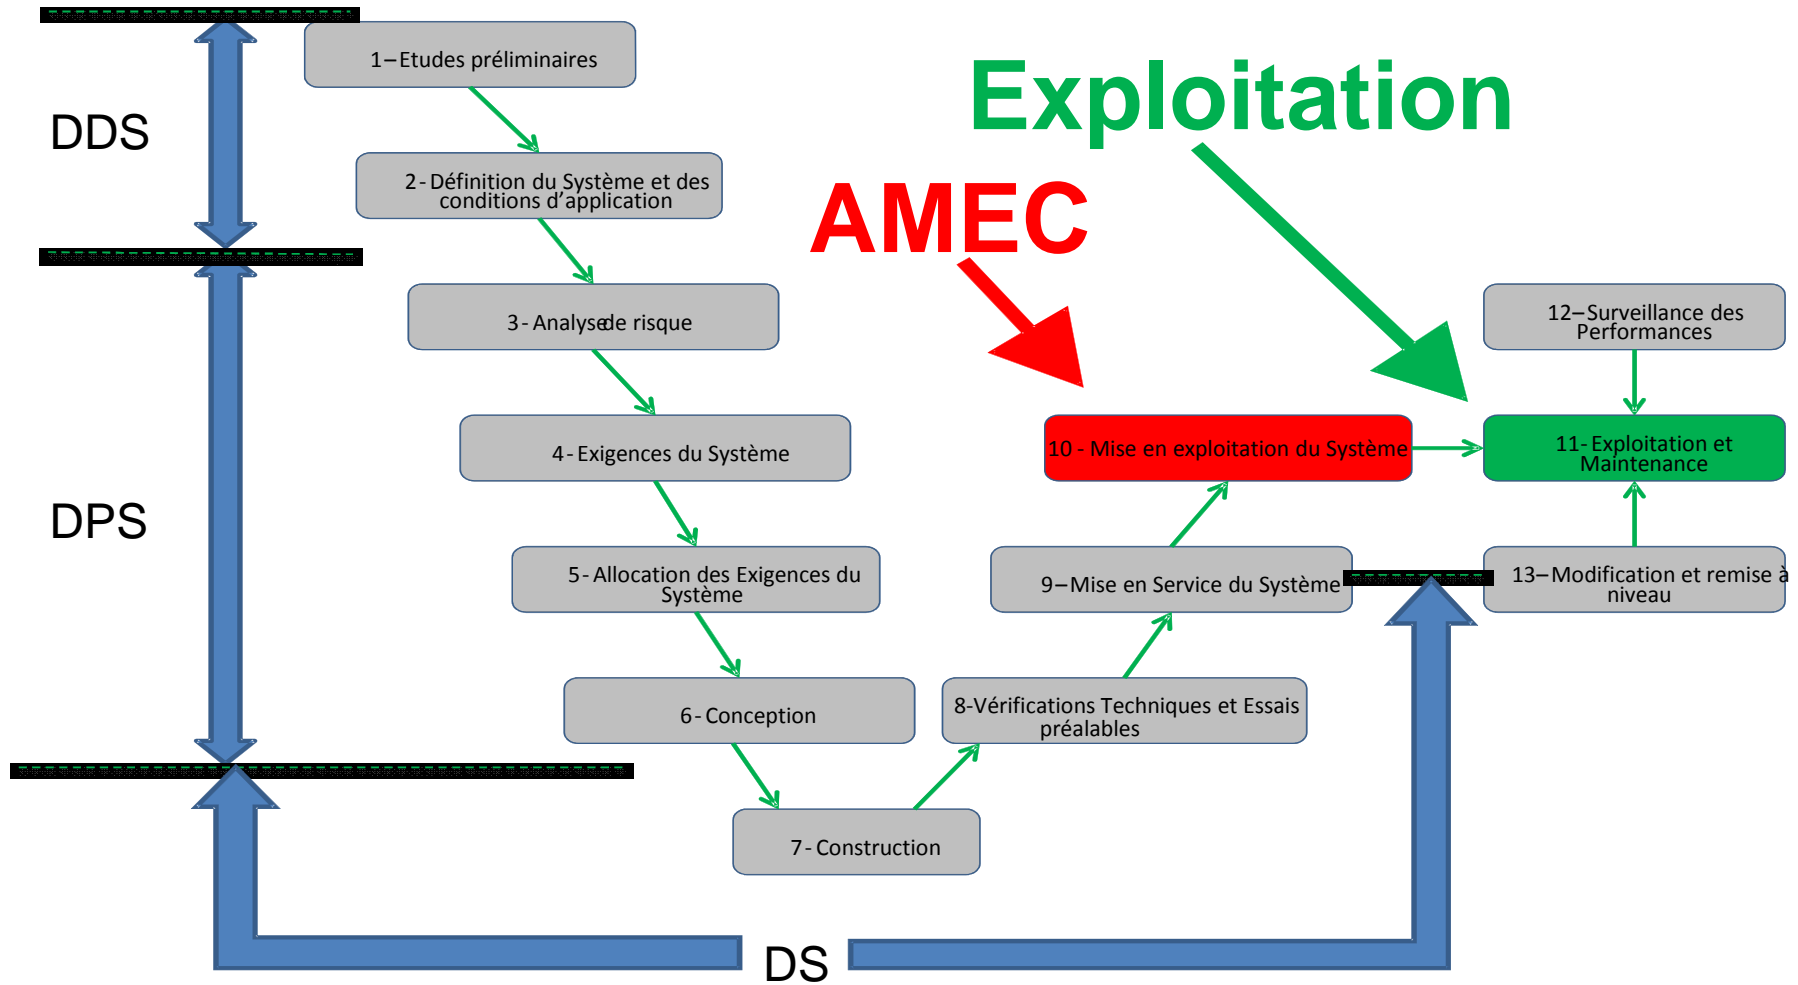 1–Etudes préliminaires
DDS
Exploitation
2-Définition du Système et des
conditions d'application
AMEC
3-Analyse de risque
12–Surveillance des
Performances
4-Exigences du Système
10 - Mise en exploitation du Système
11-Exploitation et
Maintenance
DPS
5-Allocation des Exigences du
Système
9–Mise en Service du Système
13–Modification et remise à
niveau
6-Conception
8-Vérifications Techniques et Essais
préalables
7-Construction
DS